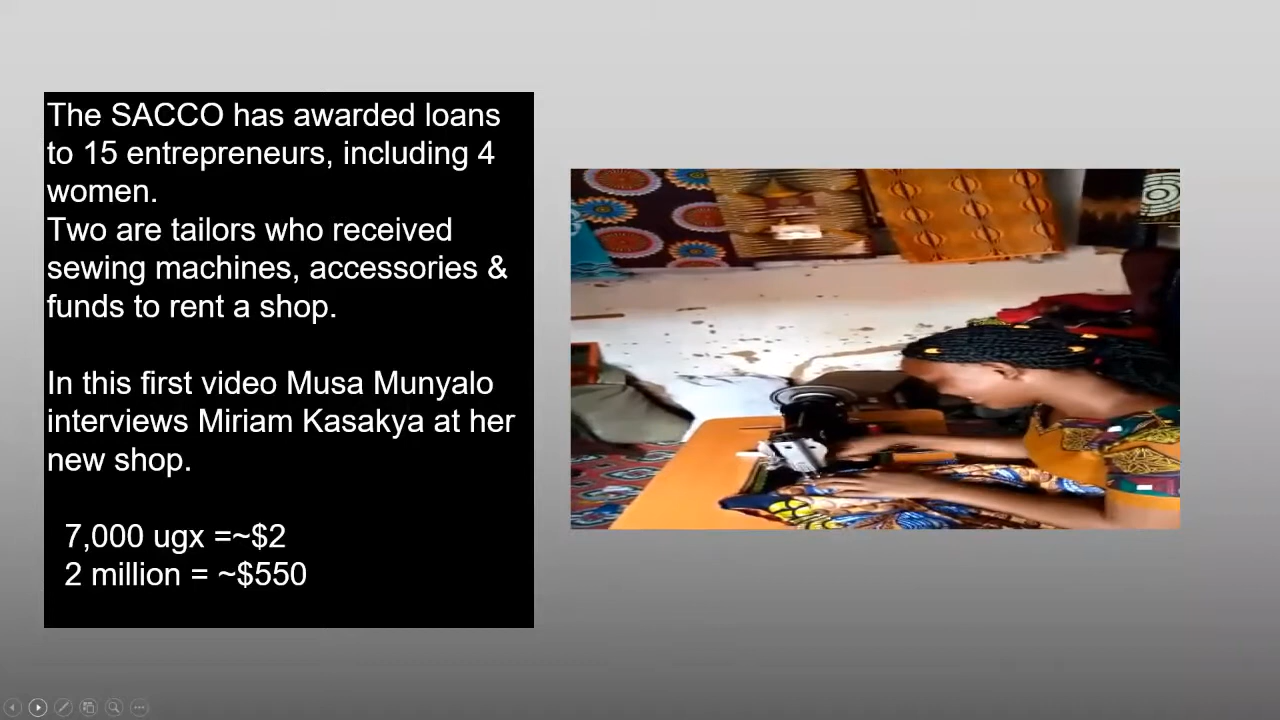 The SACCO has awarded loans
to 15 entrepreneurs, including 4
women.
Two are tailors who received
sewing machines, accessories &
funds to rent a shop.
In this first video Musa Munyalo
interviews Miriam Kasakya at her
new shop.
7,000 ugx =~$2
2 million = ~$550